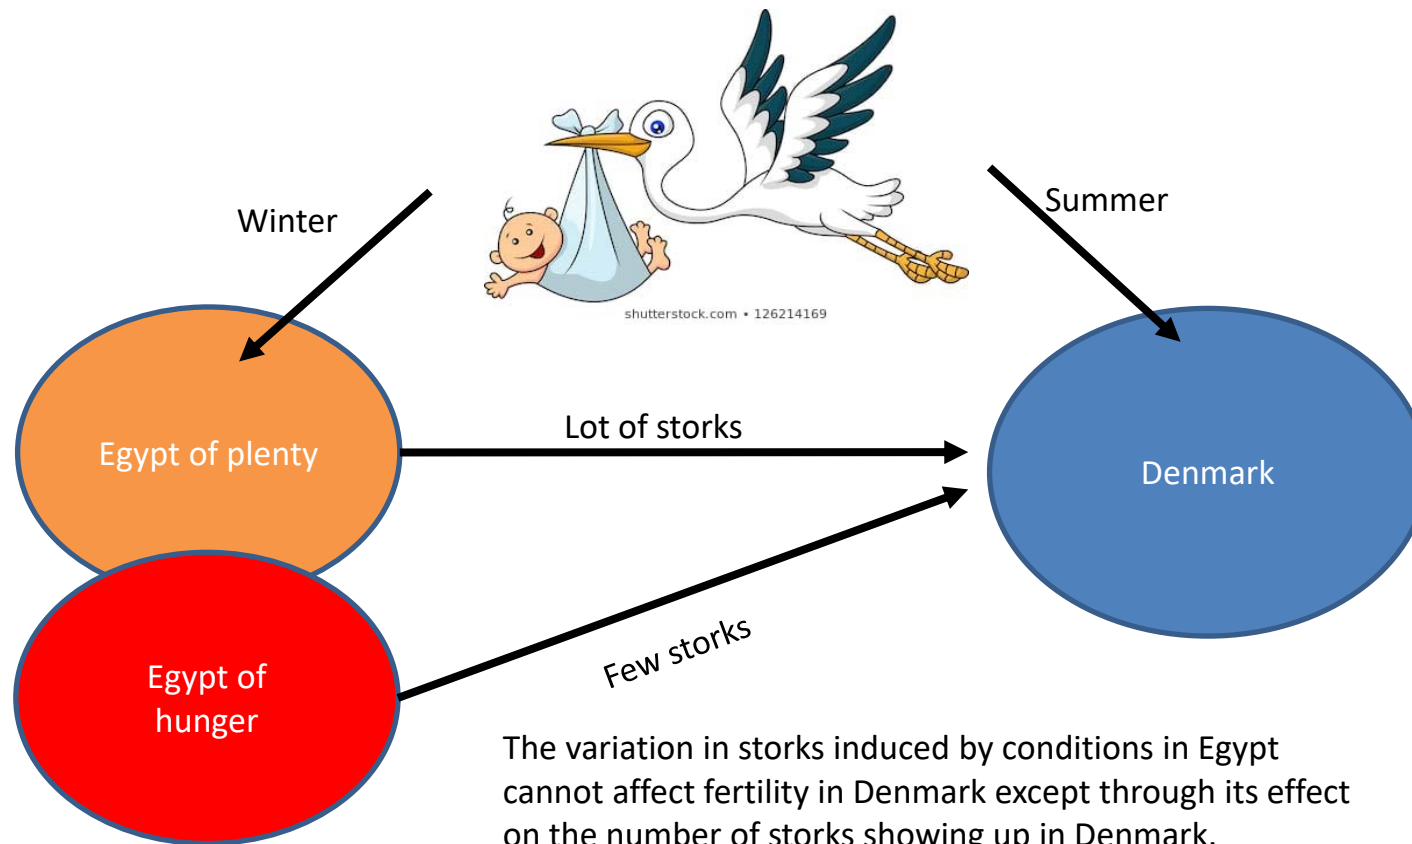 Winter
Summer
shutterstock.com • 126214169
Lot of storks
Egypt of plenty
Denmark
Few storks
Egypt of
hunger
The variation in storks induced by conditions in Egypt
cannot affect fertility in Denmark except through its effect
on the number of storks showing up in Denmark.